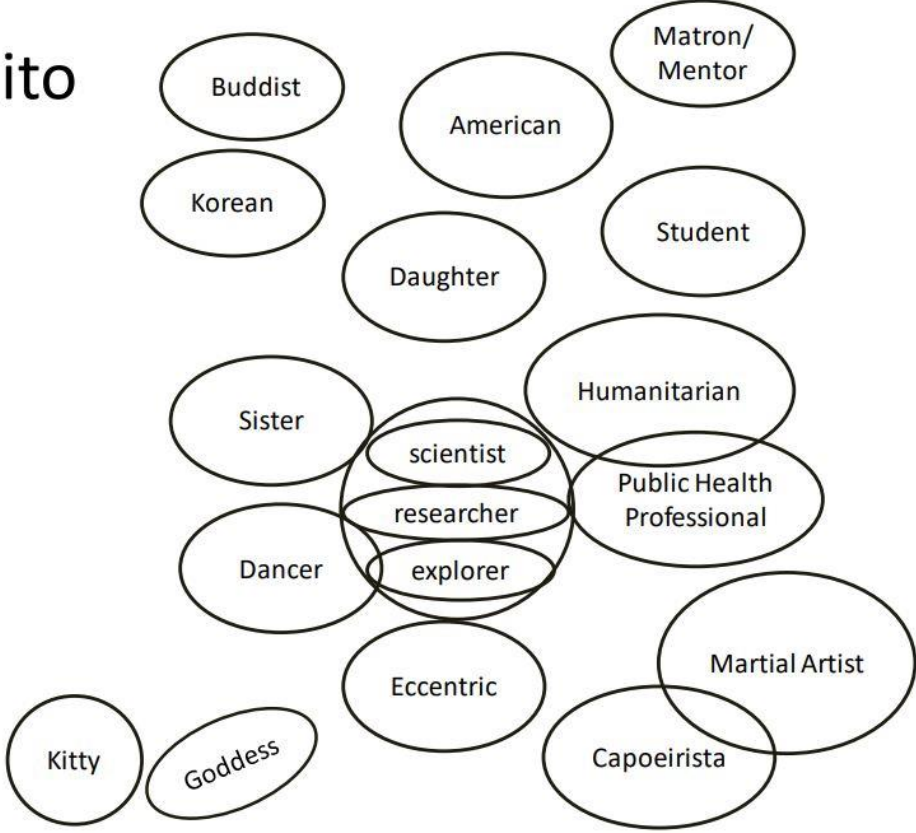 ito
Buddist
Matron/
Mentor
American
Korean
Student
Daughter
Humanitarian
Sister
scientist
Public Health
Professional
researcher
Dancer
explorer
Martial Artist
Eccentric
Kitty
Goddess
Capoeirista